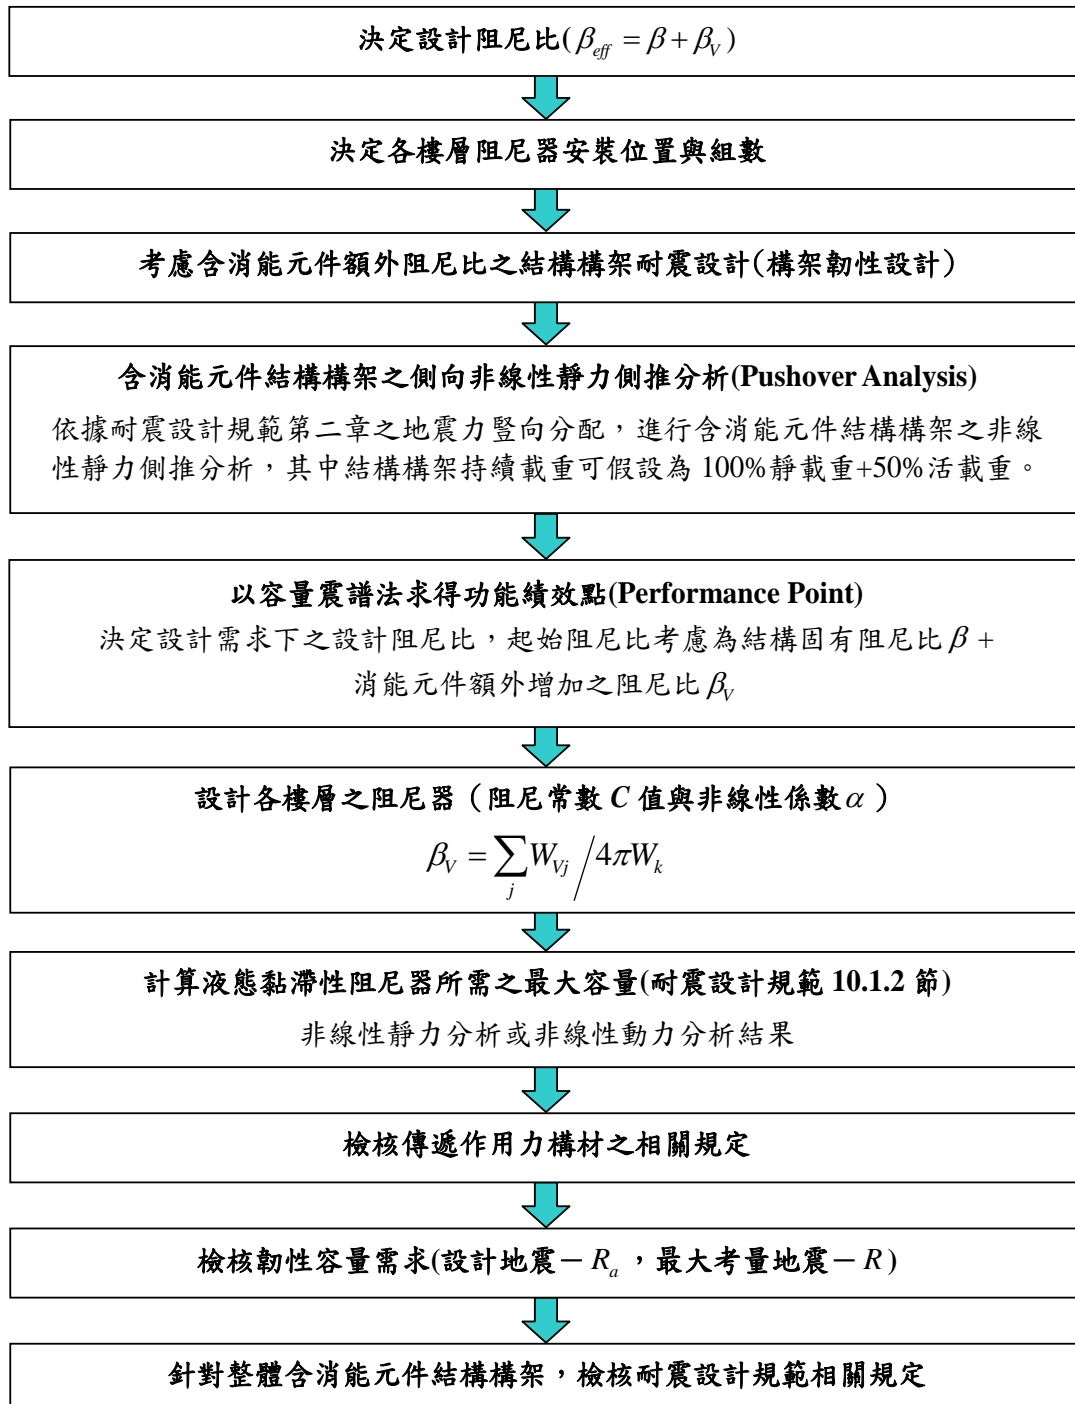 決定設計阻尼比(β_eff = β + β_V)
決定各樓層阻尼器安裝位置與組數
考慮含消能元件額外阻尼比之結構構架耐震設計(構架韌性設計)
含消能元件結構構架之側向非線性靜力側推分析(Pushover Analysis)
依據耐震設計規範第二章之地震力豎向分配，進行含消能元件結構構架之非線
性靜力側推分析，其中結構構架持續載重可假設為 100%靜載重+50%活載重。
以容量震譜法求得功能績效點(Performance Point)
決定設計需求下之設計阻尼比，起始阻尼比考慮為結構固有阻尼比 β +
消能元件額外增加之阻尼比 β_V
設計各樓層之阻尼器（阻尼常數 C 值與非線性係數 α ）
β_V = ∑_j W_Vj / 4πW_k
計算液態黏滯性阻尼器所需之最大容量(耐震設計規範 10.1.2 節)
非線性靜力分析或非線性動力分析結果
檢核傳遞作用力構材之相關規定
檢核韌性容量需求(設計地震－R_a ，最大考量地震－R)
針對整體含消能元件結構構架，檢核耐震設計規範相關規定